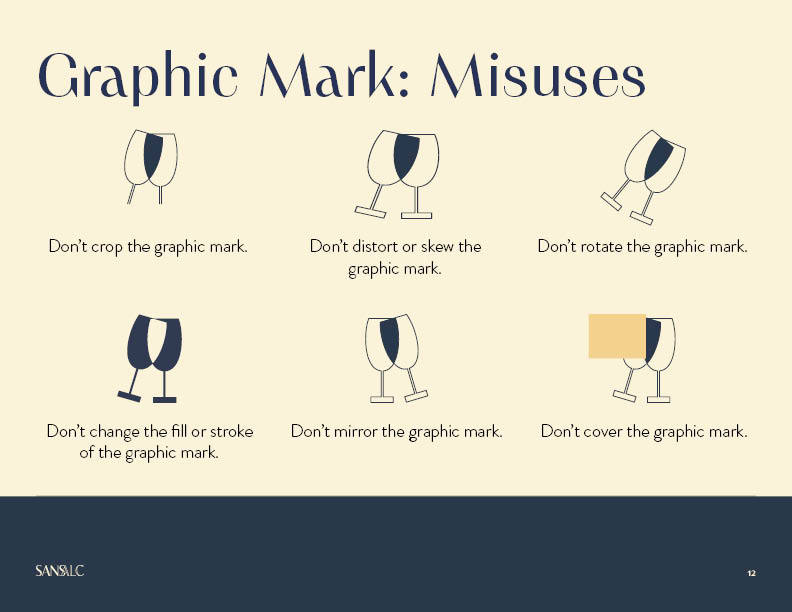 Graphic Mark: Misuses
Don’t crop the graphic mark.
Don’t distort or skew the
graphic mark.
Don’t rotate the graphic mark.
Don’t change the fill or stroke
of the graphic mark.
Don’t mirror the graphic mark.
Don’t cover the graphic mark.
SANSALC
12